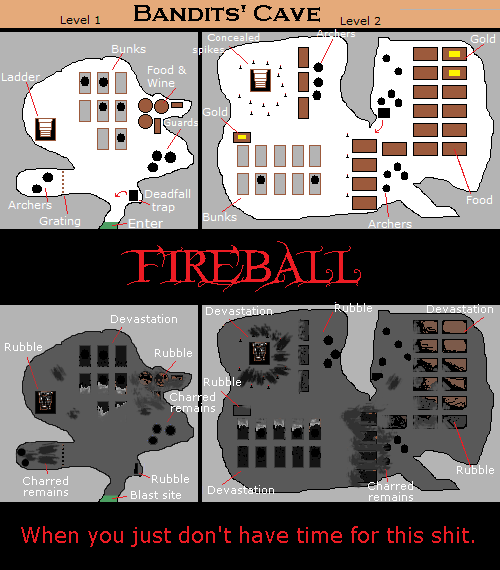 BANDITS' CAVE
Level 1
Level 2
Bunks
Ladder
Food &
Wine
Guards
Archers
Grating
Deadfall
trap
Enter
Concealed
spikes
Archers
Gold
Gold
Bunks
Archers
Food
FIREBALL
Devastation
Rubble
Rubble
Charred
remains
Charred
remains
Rubble
Blast site
Devastation
Rubble
Devastation
Rubble
Devastation
Charred
remains
Rubble
When you just don't have time for this shit.